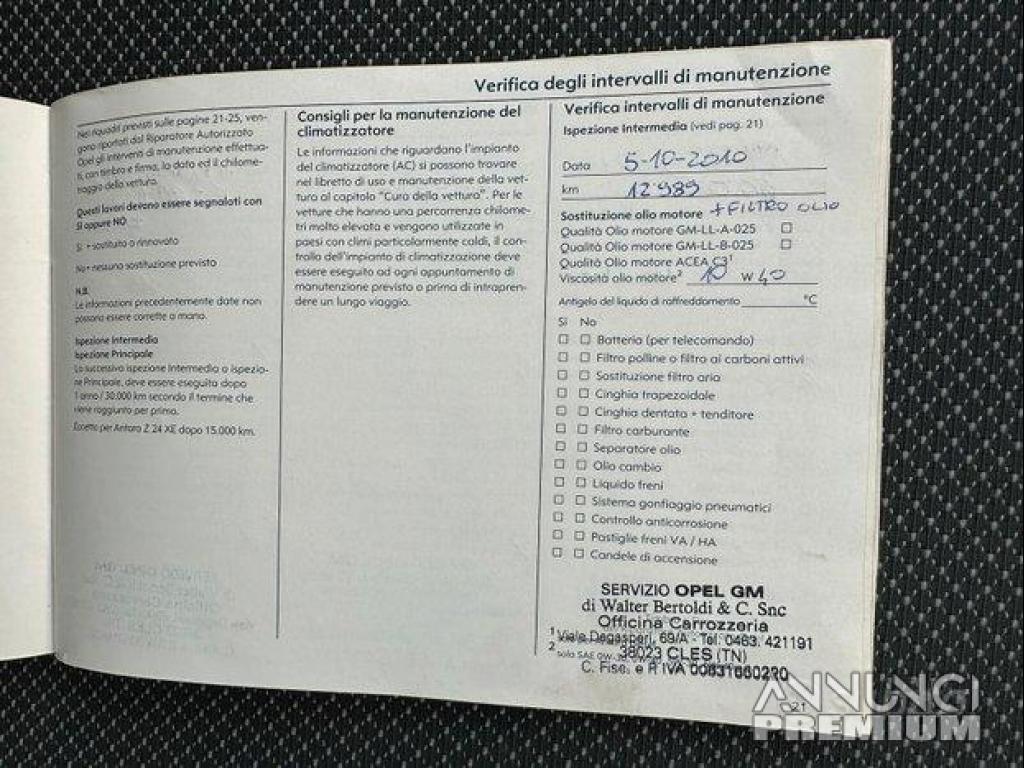 Verifica degli intervalli di manutenzione
Nei riquadri previsti sulle pagine 21-25, ven-
gono riportati dal Riparatore Autorizzato
Opel gli interventi di manutenzione effettua-
ti, con timbro e firma, la data ed il chilome-
traggio della vettura.
Questi lavori devono essere segnalati con
SI oppure NO
Si = sostituito o rinnovato
No = nessuna sostituzione previsto
N.B.
Le informazioni precedentemente date non
possono essere corrette a mano.
Ispezione Intermedia
Ispezione Principale
La successiva Ispezione Intermedia o Ispezio-
ne Principale, deve essere eseguita dopo
1 anno / 30.000 km secondo il termine che
viene raggiunto per primo.
Eccetto per Antara Z 24 XE dopo 15.000 km.
Consigli per la manutenzione del
climatizzatore
Le informazioni che riguardano l'impianto
del climatizzatore (AC) si possono trovare
nel libretto di uso e manutenzione della vet-
tura al capitolo "Cura della vettura". Per le
vetture che hanno una percorrenza chilome-
tri molto elevata e vengono utilizzate in
paesi con climi particolarmente caldi, il con-
trollo dell'impianto di climatizzazione deve
essere eseguito ad ogni appuntamento di
manutenzione previsto o prima di intrapren-
dere un lungo viaggio.
Verifica intervalli di manutenzione
Ispezione Intermedia (vedi pag. 21)
Data 5-10-2010
km 12989
Sostituzione olio motore + FILTRO OLIO
Qualità Olio motore GM-LL-A-025
Qualità Olio motore GM-LL-B-025
Qualità Olio motore ACEA C3¹
Viscosità olio motore² 10 W 40
Antigelo del liquido di raffreddamento °C
Sì No
Batteria (per telecomando)
Filtro polline o filtro ai carboni attivi
Sostituzione filtro aria
Cinghia trapezoidale
Cinghia dentata + tenditore
Filtro carburante
Separatore olio
Olio cambio
Liquido freni
Sistema gonfiaggio pneumatici
Controllo anticorrosione
Pastiglie freni VA / HA
Candele di accensione
SERVIZIO OPEL GM
di Walter Bertoldi & C. Snc
Officina Carrozzeria
1 Viale Degasperi, 69/A - Tel. 0463. 421191
2 solo SAE 0W-30, 38023 CLES (TN)
C. Fisc. e P. IVA 00631660220
21
ANNUNCI
PREMIUM